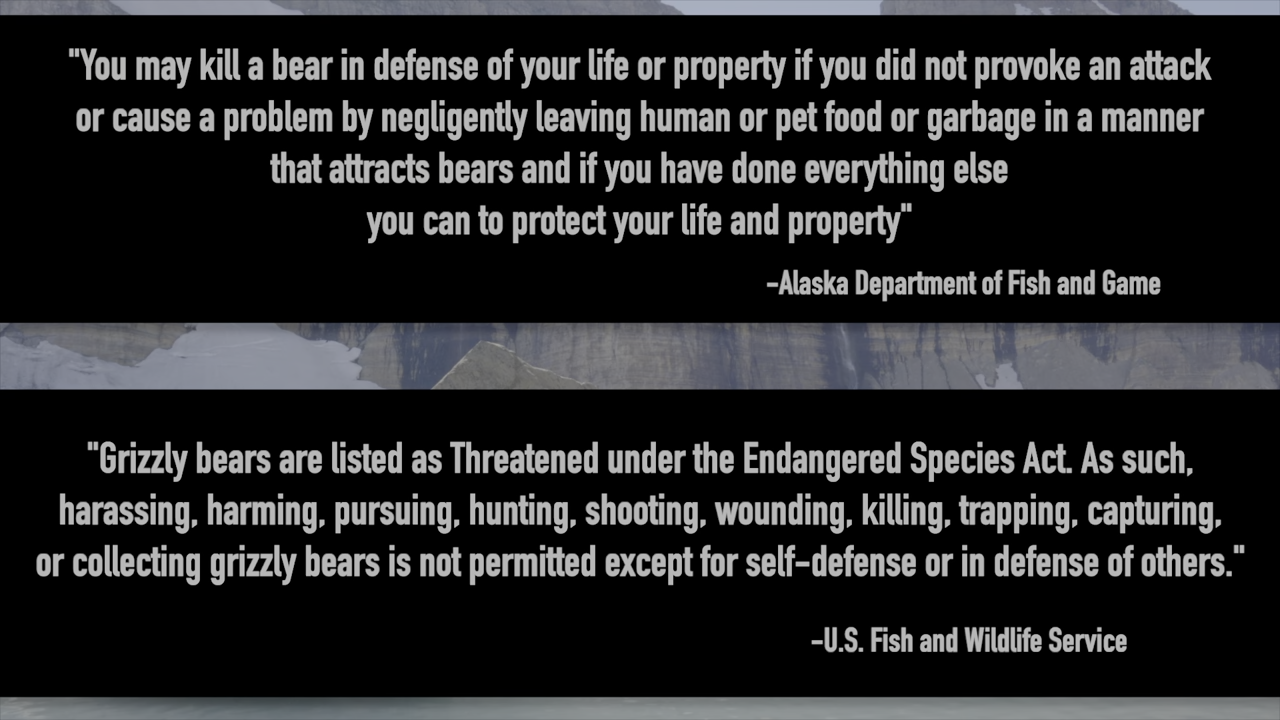 "You may kill a bear in defense of your life or property if you did not provoke an attack
or cause a problem by negligently leaving human or pet food or garbage in a manner
that attracts bears and if you have done everything else
you can to protect your life and property"
-Alaska Department of Fish and Game
"Grizzly bears are listed as Threatened under the Endangered Species Act. As such,
harassing, harming, pursuing, hunting, shooting, wounding, killing, trapping, capturing,
or collecting grizzly bears is not permitted except for self-defense or in defense of others."
-U.S. Fish and Wildlife Service